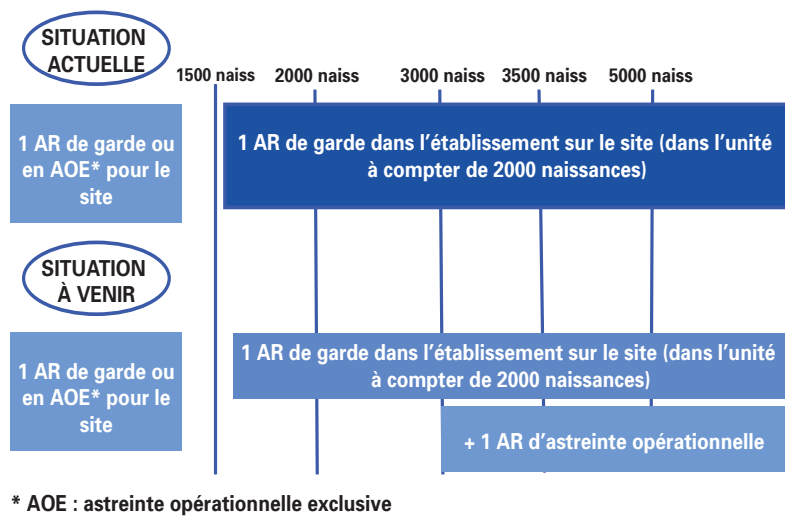 SITUATION
ACTUELLE
1500 naiss 2000 naiss 3000 naiss 3500 naiss 5000 naiss
1 AR de garde ou
en AOE* pour le
site
1 AR de garde dans l'établissement sur le site (dans l'unité
à compter de 2000 naissances)
SITUATION
À VENIR
1 AR de garde ou
en AOE* pour le
site
1 AR de garde dans l'établissement sur le site (dans l'unité
à compter de 2000 naissances)
+ 1 AR d'astreinte opérationnelle
* AOE : astreinte opérationnelle exclusive